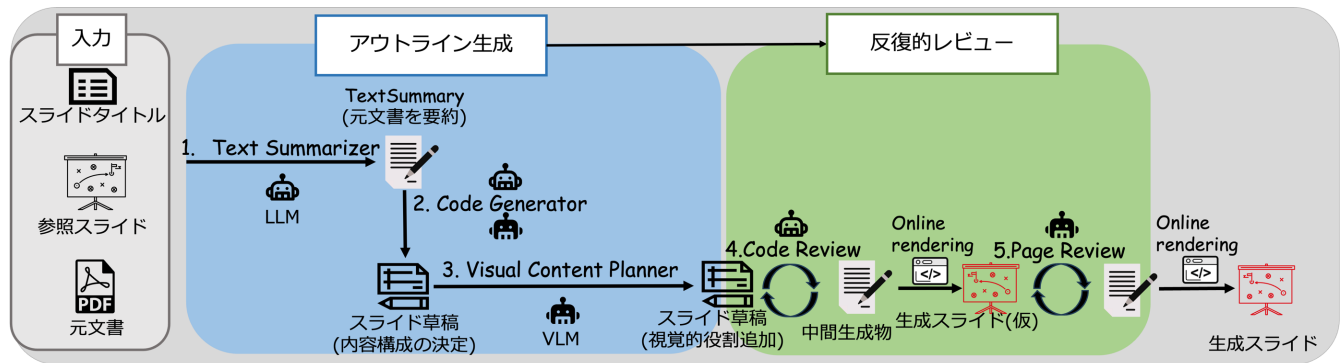 入力
スライドタイトル
参照スライド
PDF
元文書
アウトライン生成
TextSummary
(元文書を要約)
1. Text Summarizer
LLM
2. Code Generator
スライド草稿
(内容構成の決定)
3. Visual Content Planner
VLM
反復的レビュー
スライド草稿
(視覚的役割追加)
4.Code Review
中間生成物
Online
rendering
</>
生成スライド(仮)
5.Page Review
Online
rendering
</>
生成スライド